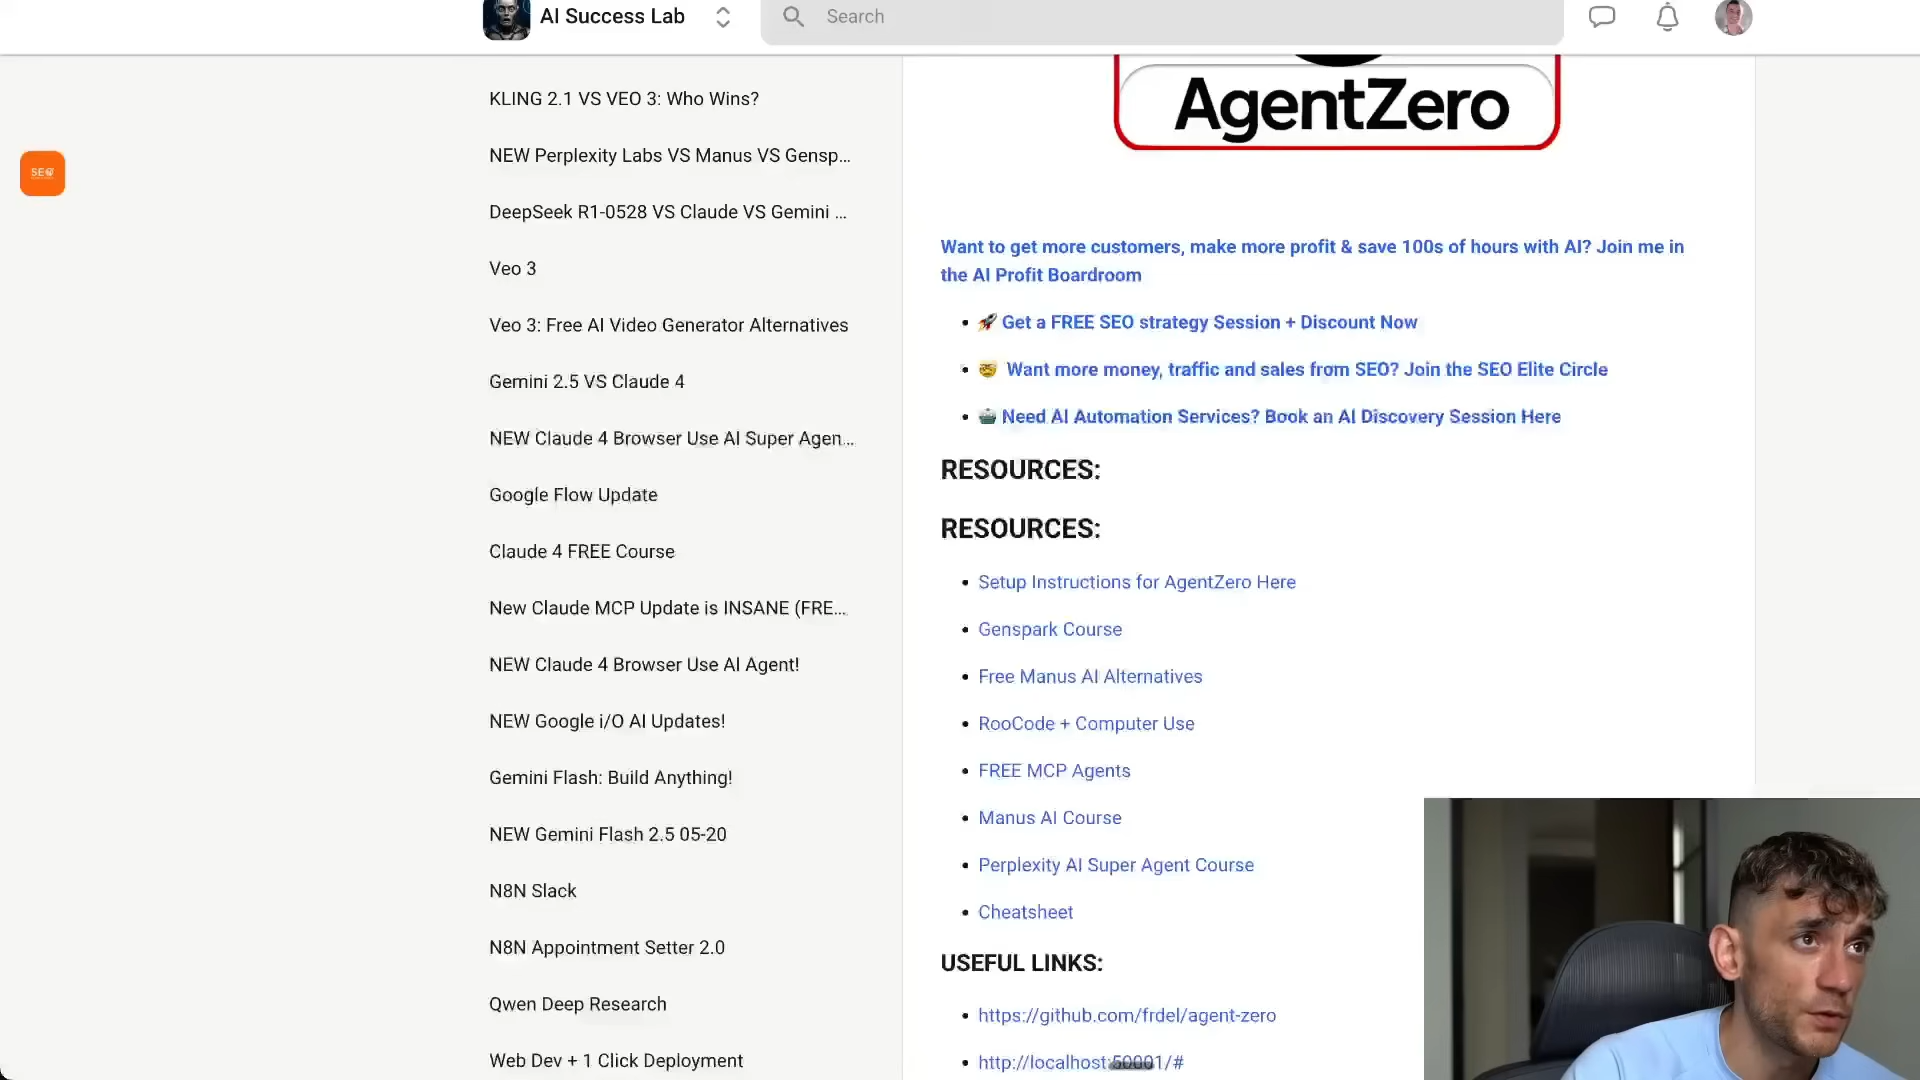 AI Success Lab
Search
SEO
KLING 2.1 VS VEO 3: Who Wins?
NEW Perplexity Labs VS Manus VS Gensp...
DeepSeek R1-0528 VS Claude VS Gemini ...
Veo 3
Veo 3: Free AI Video Generator Alternatives
Gemini 2.5 VS Claude 4
NEW Claude 4 Browser Use AI Super Agen...
Google Flow Update
Claude 4 FREE Course
New Claude MCP Update is INSANE (FRE...
NEW Claude 4 Browser Use AI Agent!
NEW Google i/O AI Updates!
Gemini Flash: Build Anything!
NEW Gemini Flash 2.5 05-20
N8N Slack
N8N Appointment Setter 2.0
Qwen Deep Research
Web Dev + 1 Click Deployment
AgentZero
Want to get more customers, make more profit & save 100s of hours with AI? Join me in
the AI Profit Boardroom
• 🚀 Get a FREE SEO strategy Session + Discount Now
• 🤯 Want more money, traffic and sales from SEO? Join the SEO Elite Circle
• 🤖 Need AI Automation Services? Book an AI Discovery Session Here
RESOURCES:
RESOURCES:
• Setup Instructions for AgentZero Here
• Genspark Course
• Free Manus AI Alternatives
• RooCode + Computer Use
• FREE MCP Agents
• Manus AI Course
• Perplexity AI Super Agent Course
• Cheatsheet
USEFUL LINKS:
• https://github.com/frdel/agent-zero
• http://localhost:50001/#